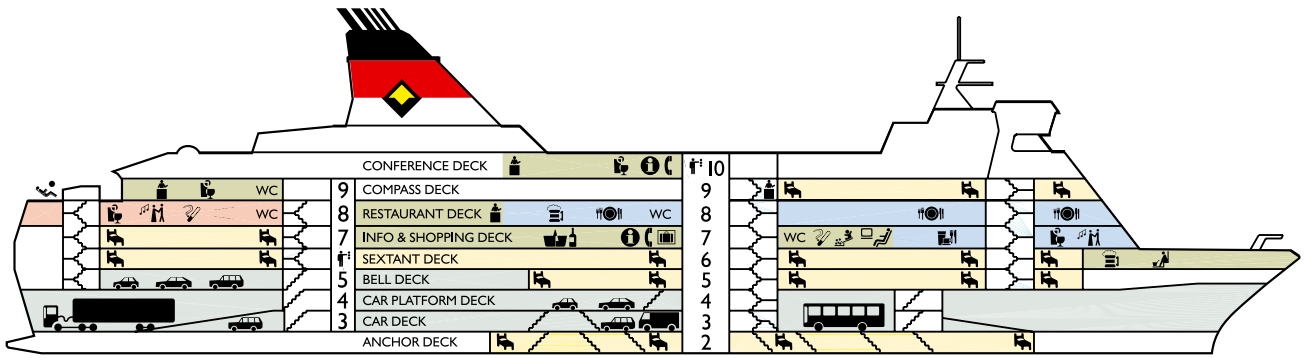 CONFERENCE DECK 10
WC 9 COMPASS DECK 9
WC 8 RESTAURANT DECK WC 8
7 INFO & SHOPPING DECK i 7 WC
SEXTANT DECK 6
5 BELL DECK 5
4 CAR PLATFORM DECK 4
3 CAR DECK 3
ANCHOR DECK 2